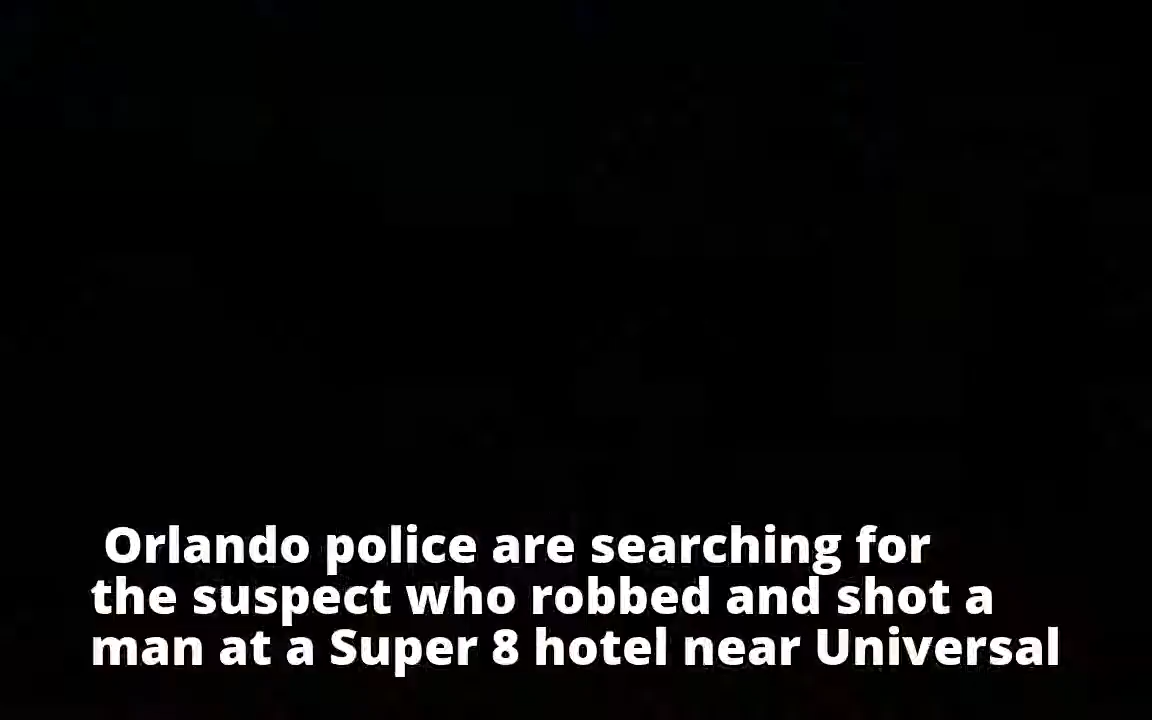 Orlando police are searching for
the suspect who robbed and shot a
man at a Super 8 hotel near Universal